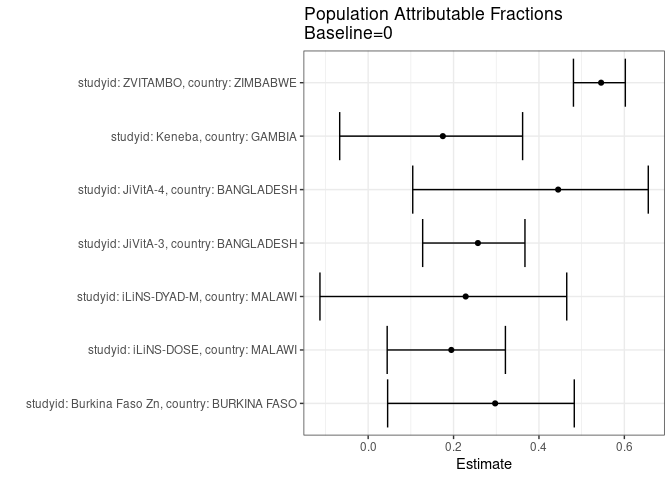 Population Attributable Fractions
Baseline=0
studyid: ZVITAMBO, country: ZIMBABWE
studyid: Keneba, country: GAMBIA
studyid: JiVitA-4, country: BANGLADESH
studyid: JiVitA-3, country: BANGLADESH
studyid: iLiNS-DYAD-M, country: MALAWI
studyid: iLiNS-DOSE, country: MALAWI
studyid: Burkina Faso Zn, country: BURKINA FASO
0.0 0.2 0.4 0.6
Estimate